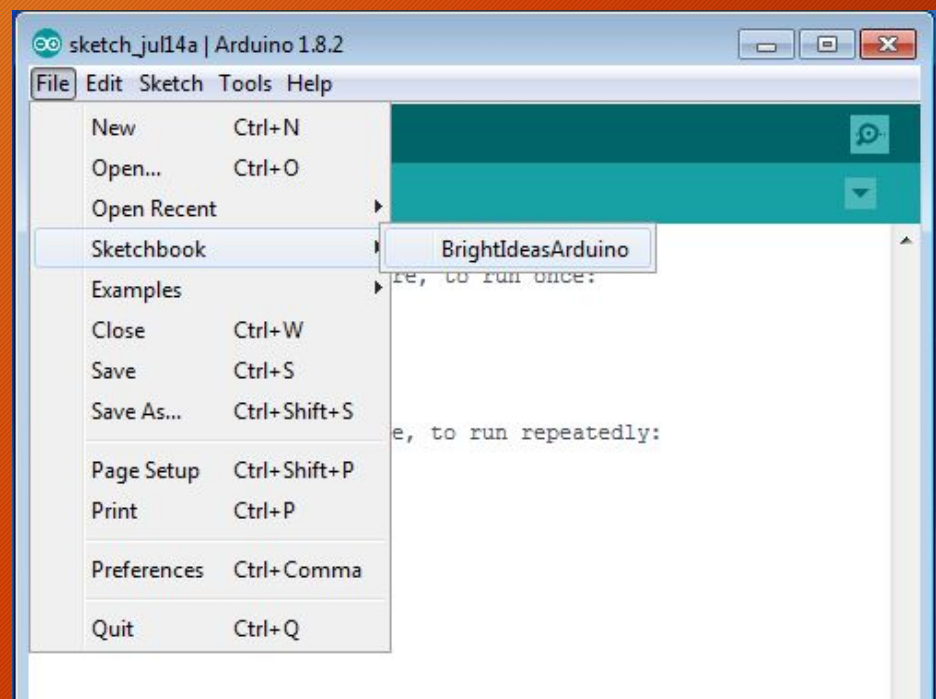 sketch_jul14a | Arduino 1.8.2
File Edit Sketch Tools Help
New Ctrl+N
Open... Ctrl+O
Open Recent
Sketchbook
BrightIdeasArduino
re, to run once:
Examples
Close Ctrl+W
Save Ctrl+S
Save As... Ctrl+Shift+S
e, to run repeatedly:
Page Setup Ctrl+Shift+P
Print Ctrl+P
Preferences Ctrl+Comma
Quit Ctrl+Q